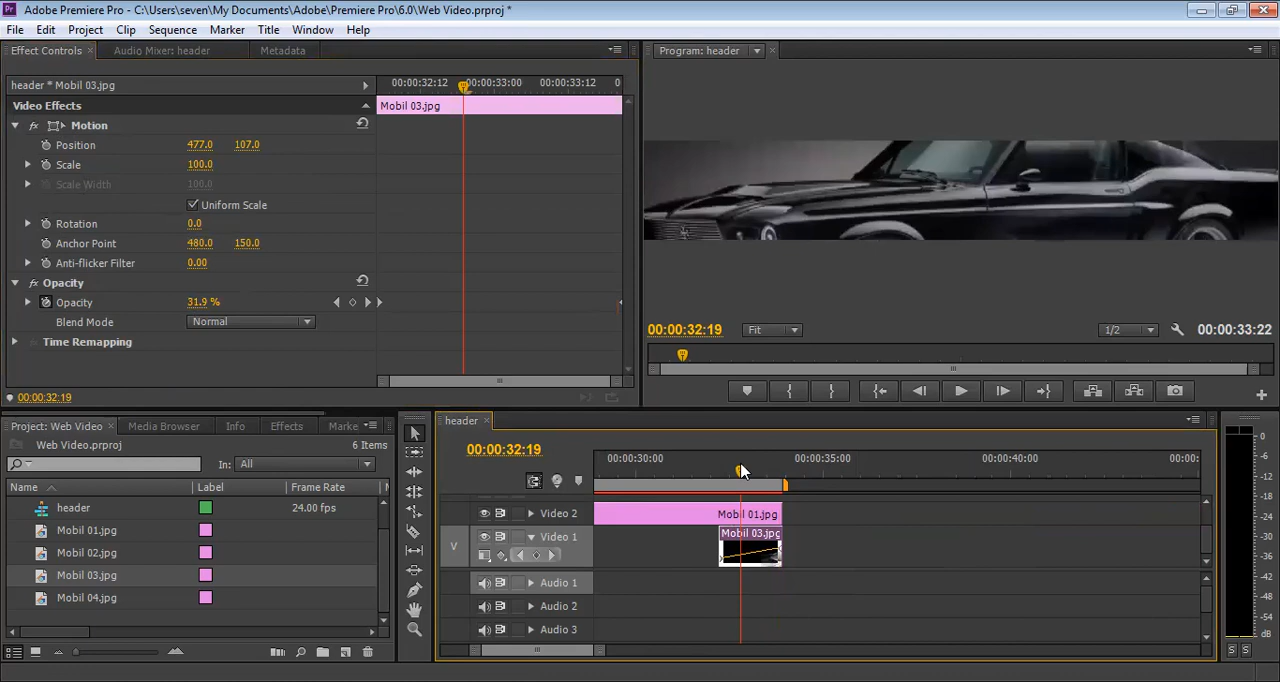 Adobe Premiere Pro - C:\Users\seven\My Documents\Adobe\Premiere Pro\6.0\Web Video.prproj *
File Edit Project Clip Sequence Marker Title Window Help
Effect Controls Audio Mixer: header Metadata
Program: header
header * Mobil 03.jpg
00:00:32:12 00:00:33:00 00:00:33:12 0
Video Effects
Mobil 03.jpg
Motion
Position 477.0 107.0
Scale 100.0
Scale Width 100.0
Uniform Scale
Rotation 0.0
Anchor Point 480.0 150.0
Anti-flicker Filter 0.00
Opacity
Opacity 31.9 %
Blend Mode Normal
Time Remapping
00:00:32:19
00:00:32:19 Fit 1/2 00:00:33:22
Project: Web Video Media Browser Info Effects Marke
Web Video.prproj 6 Items
In: All
Name Label Frame Rate
header 24.00 fps
Mobil 01.jpg
Mobil 02.jpg
Mobil 03.jpg
Mobil 04.jpg
header
00:00:32:19
00:00:30:00 00:00:35:00 00:00:40:00 00:00:
Video 2 Mobil 01.jpg
V Video 1 Mobil 03.jpg
Audio 1
Audio 2
Audio 3
0
-6
-12
-18
-24
-30
-36
-42
-48
-54
dB
S S